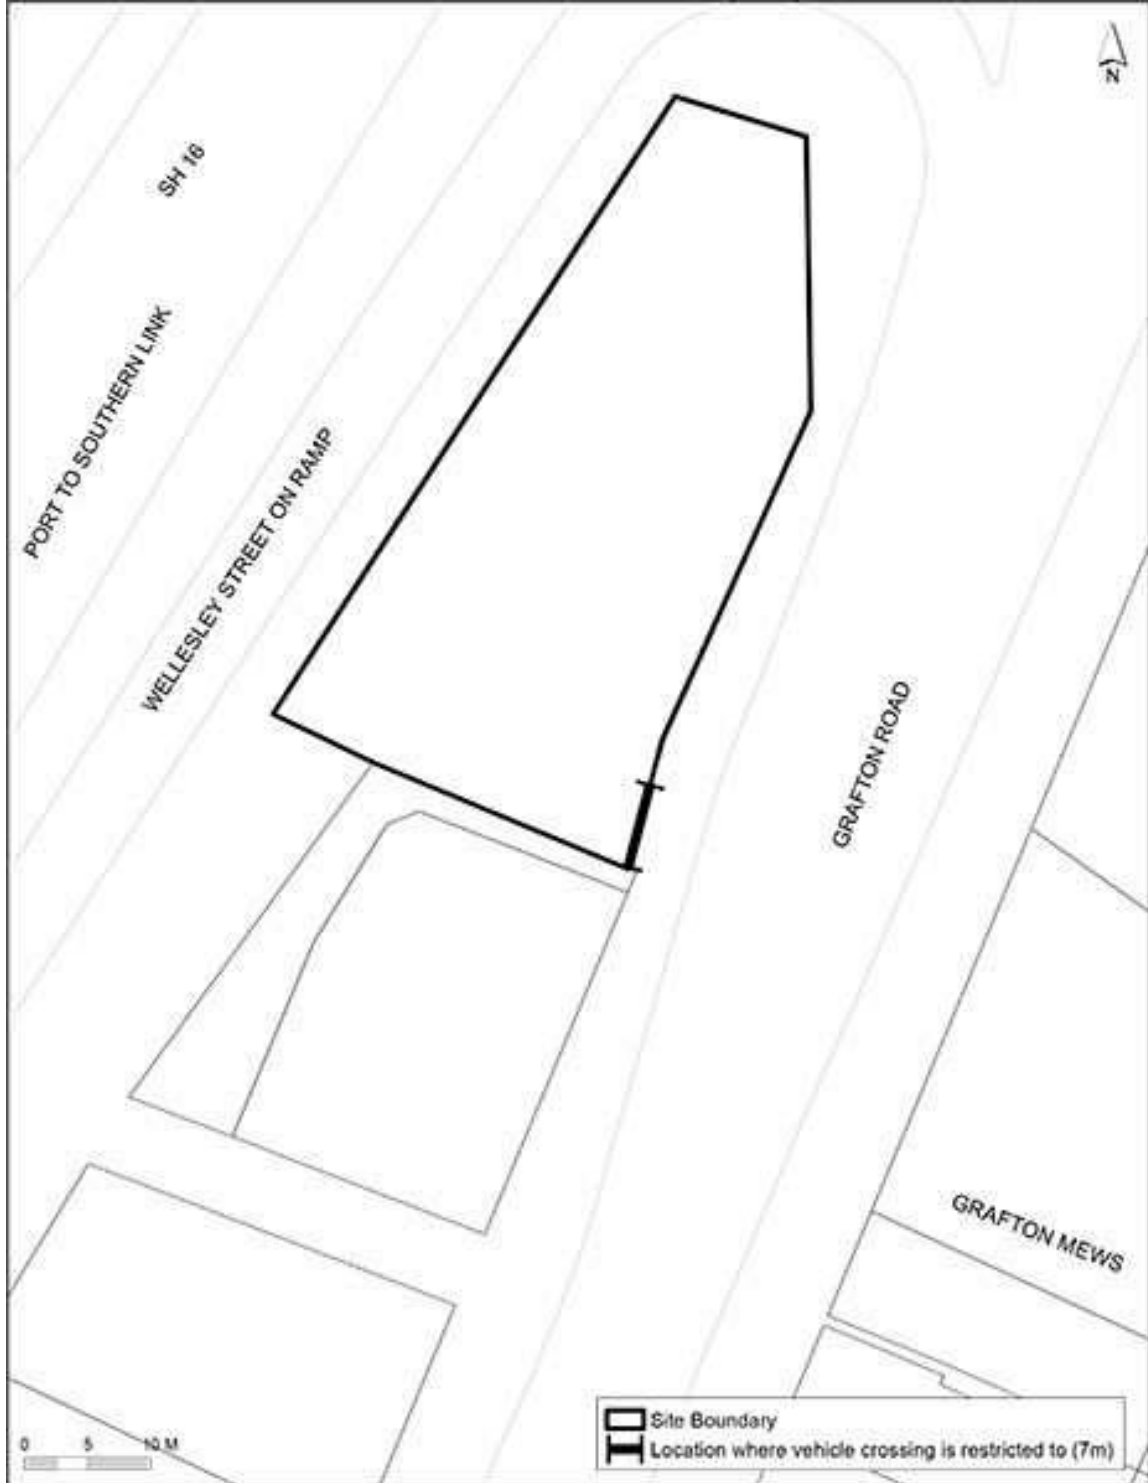 N
SH 16
PORT TO SOUTHERN LINK
WELLESLEY STREET ON RAMP
GRAFTON ROAD
GRAFTON MEWS
Site Boundary
Location where vehicle crossing is restricted to (7m)
0 5 10 M